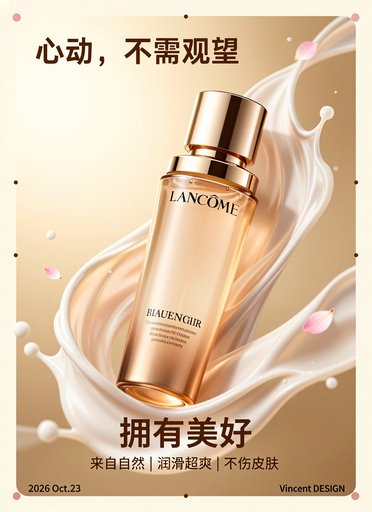 心动，不需观望
LANCÔME
BIAUENGIIR
拥有美好
来自自然 | 润滑超爽 | 不伤皮肤
2026 Oct.23
Vincent DESIGN